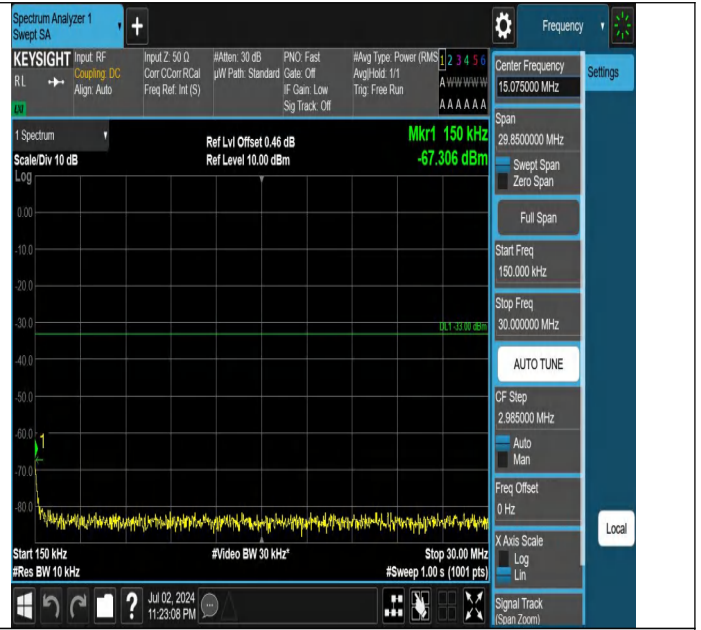 Spectrum Analyzer 1
Swept SA
+
Frequency
KEYSIGHT
RL
LXI
Input: RF
Coupling: DC
Align: Auto
Input Z: 50 Ω
Corr CCorr RCal
Freq Ref: Int (S)
#Atten: 30 dB
µW Path: Standard
PNO: Fast
Gate: Off
IF Gain: Low
Sig Track: Off
#Avg Type: Power (RMS
Avg|Hold: 1/1
Trig: Free Run
1 2 3 4 5 6
A W W W W W
A A A A A A
Center Frequency
15.075000 MHz
Settings
Span
29.8500000 MHz
Swept Span
Zero Span
Full Span
Start Freq
150.000 kHz
Stop Freq
30.000000 MHz
AUTO TUNE
CF Step
2.985000 MHz
Auto
Man
Freq Offset
0 Hz
X Axis Scale
Log
Lin
Signal Track
(Span Zoom)
Local
1 Spectrum
Scale/Div 10 dB
Log
Ref Lvl Offset 0.46 dB
Ref Level 10.00 dBm
Mkr1 150 kHz
-67.306 dBm
0.00
-10.0
-20.0
-30.0
DL1 -33.00 dBm
-40.0
-50.0
-60.0
1
-70.0
-80.0
Start 150 kHz
#Res BW 10 kHz
#Video BW 30 kHz*
Stop 30.00 MHz
#Sweep 1.00 s (1001 pts)
?
Jul 02, 2024
11:23:08 PM